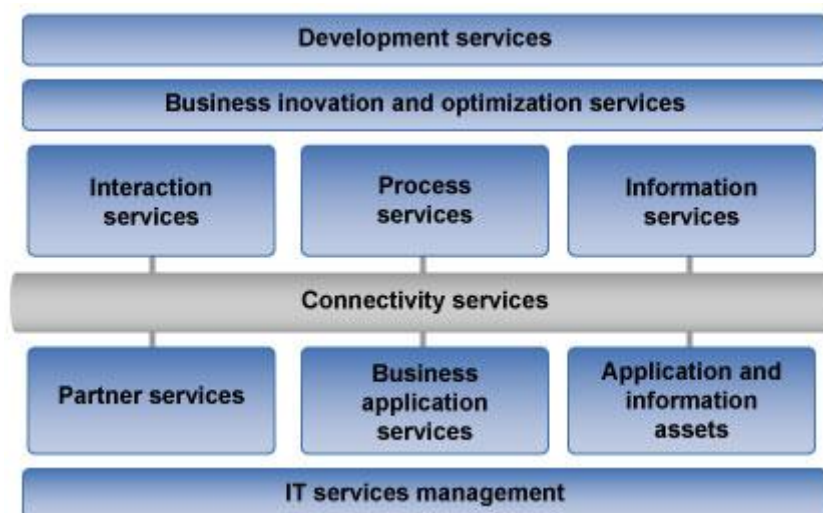 Development services
Business inovation and optimization services
Interaction
services
Process
services
Information
services
Connectivity services
Partner services
Business
application
services
Application and
information
assets
IT services management